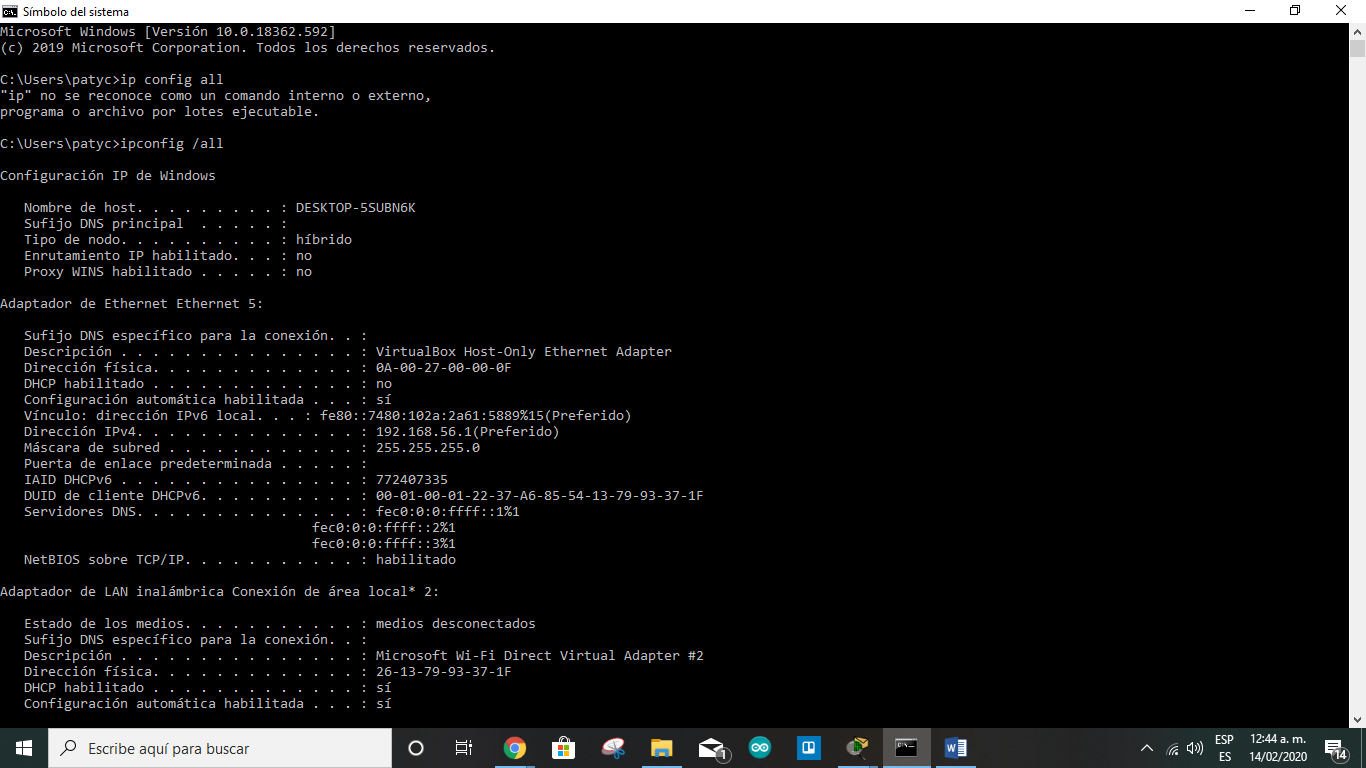 Símbolo del sistema
Microsoft Windows [Versión 10.0.18362.592]
(c) 2019 Microsoft Corporation. Todos los derechos reservados.
C:\Users\patyc>ip config all
"ip" no se reconoce como un comando interno o externo,
programa o archivo por lotes ejecutable.
C:\Users\patyc>ipconfig /all
Configuración IP de Windows
Nombre de host. . . . . . . . . : DESKTOP-5SUBN6K
Sufijo DNS principal  . . . . . :
Tipo de nodo. . . . . . . . . . : híbrido
Enrutamiento IP habilitado. . . : no
Proxy WINS habilitado . . . . . : no
Adaptador de Ethernet Ethernet 5:
Sufijo DNS específico para la conexión. . :
Descripción . . . . . . . . . . . . . . . : VirtualBox Host-Only Ethernet Adapter
Dirección física. . . . . . . . . . . . . : 0A-00-27-00-00-0F
DHCP habilitado . . . . . . . . . . . . . : no
Configuración automática habilitada . . . : sí
Vínculo: dirección IPv6 local. . . : fe80::7480:102a:2a61:5889%15(Preferido)
Dirección IPv4. . . . . . . . . . . . . . : 192.168.56.1(Preferido)
Máscara de subred . . . . . . . . . . . . : 255.255.255.0
Puerta de enlace predeterminada . . . . . :
IAID DHCPv6 . . . . . . . . . . . . . . . : 772407335
DUID de cliente DHCPv6. . . . . . . . . . : 00-01-00-01-22-37-A6-85-54-13-79-93-37-1F
Servidores DNS. . . . . . . . . . . . . . : fec0:0:0:ffff::1%1
fec0:0:0:ffff::2%1
fec0:0:0:ffff::3%1
NetBIOS sobre TCP/IP. . . . . . . . . . . : habilitado
Adaptador de LAN inalámbrica Conexión de área local* 2:
Estado de los medios. . . . . . . . . . . : medios desconectados
Sufijo DNS específico para la conexión. . :
Descripción . . . . . . . . . . . . . . . : Microsoft Wi-Fi Direct Virtual Adapter #2
Dirección física. . . . . . . . . . . . . : 26-13-79-93-37-1F
DHCP habilitado . . . . . . . . . . . . . : sí
Configuración automática habilitada . . . : sí
Escribe aquí para buscar
1
ESP
ES
12:44 a. m.
14/02/2020
14